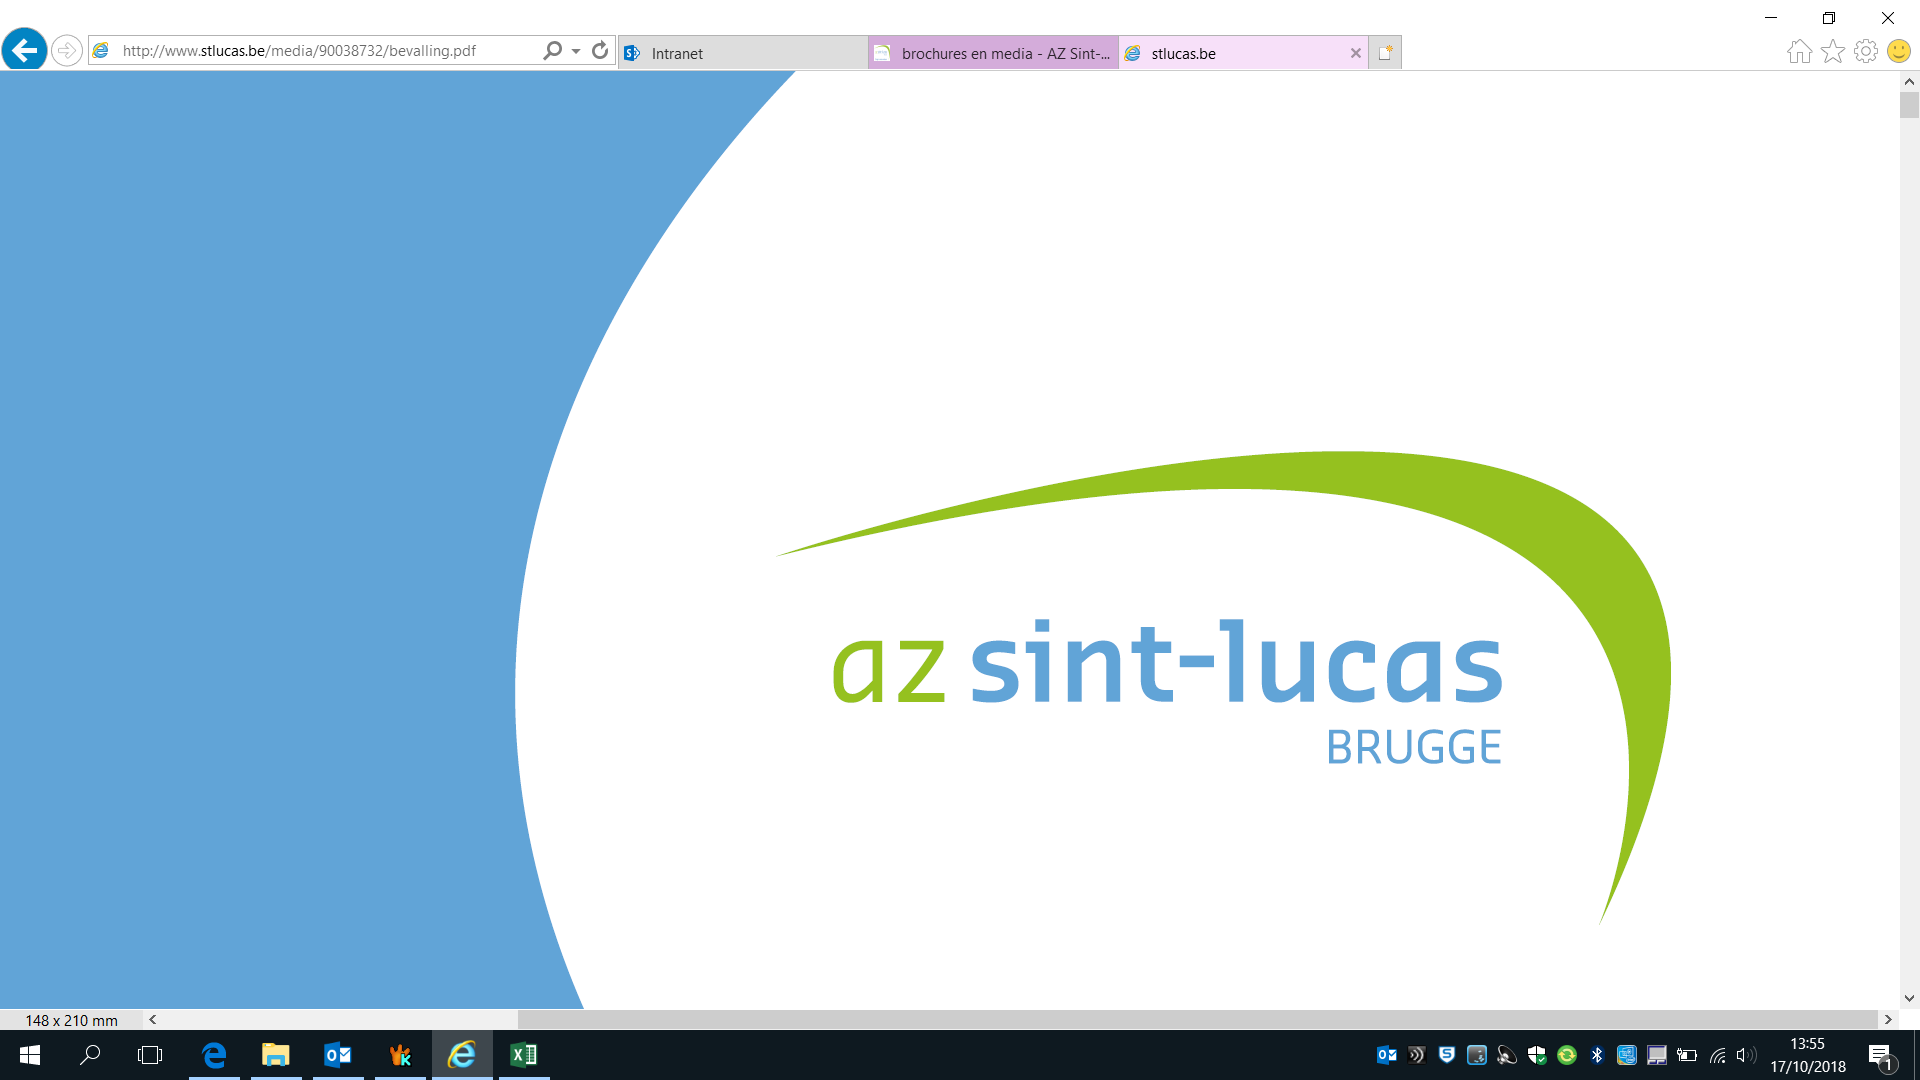 http://www.stlucas.be/media/90038732/bevalling.pdf
Intranet
brochures en media - AZ Sint-...
stlucas.be
az sint-lucas
BRUGGE
148 x 210 mm
13:55
17/10/2018
1